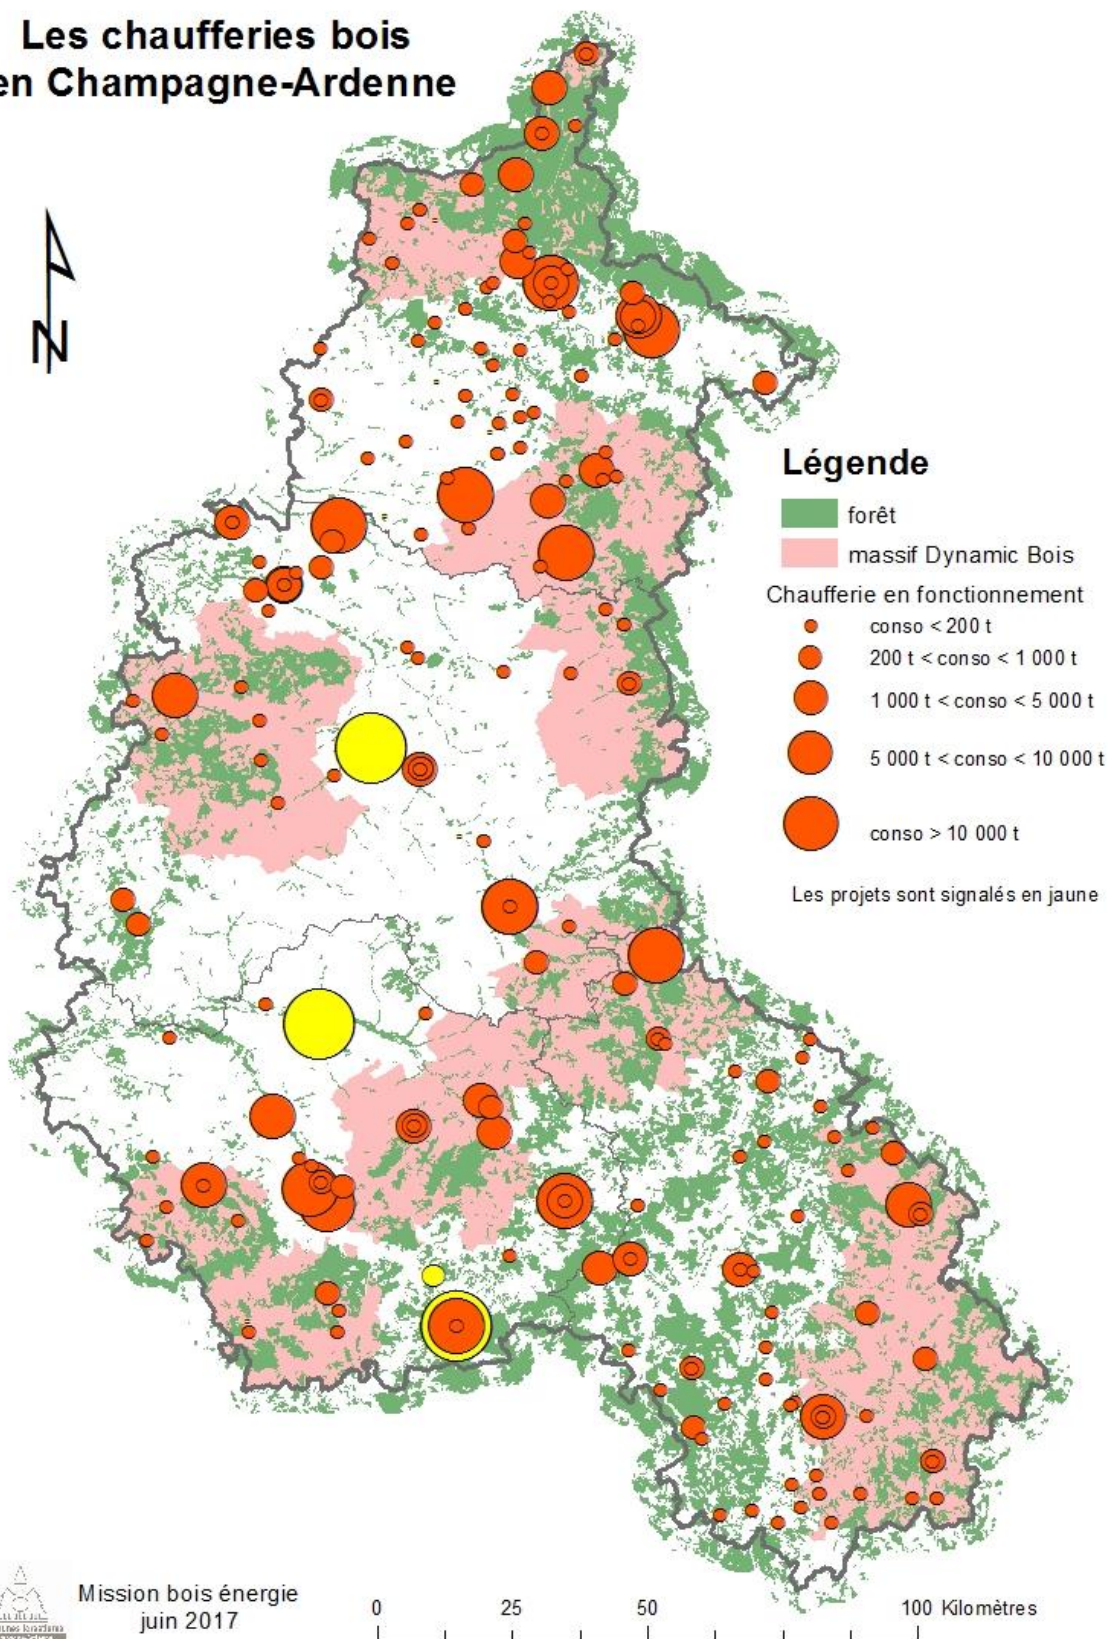 Les chaufferies bois
en Champagne-Ardenne
N
Légende
forêt
massif Dynamic Bois
Chaufferie en fonctionnement
conso < 200 t
200 t < conso < 1 000 t
1 000 t < conso < 5 000 t
5 000 t < conso < 10 000 t
conso > 10 000 t
Les projets sont signalés en jaune
Mission bois énergie
juin 2017
0 25 50 100 Kilomètres